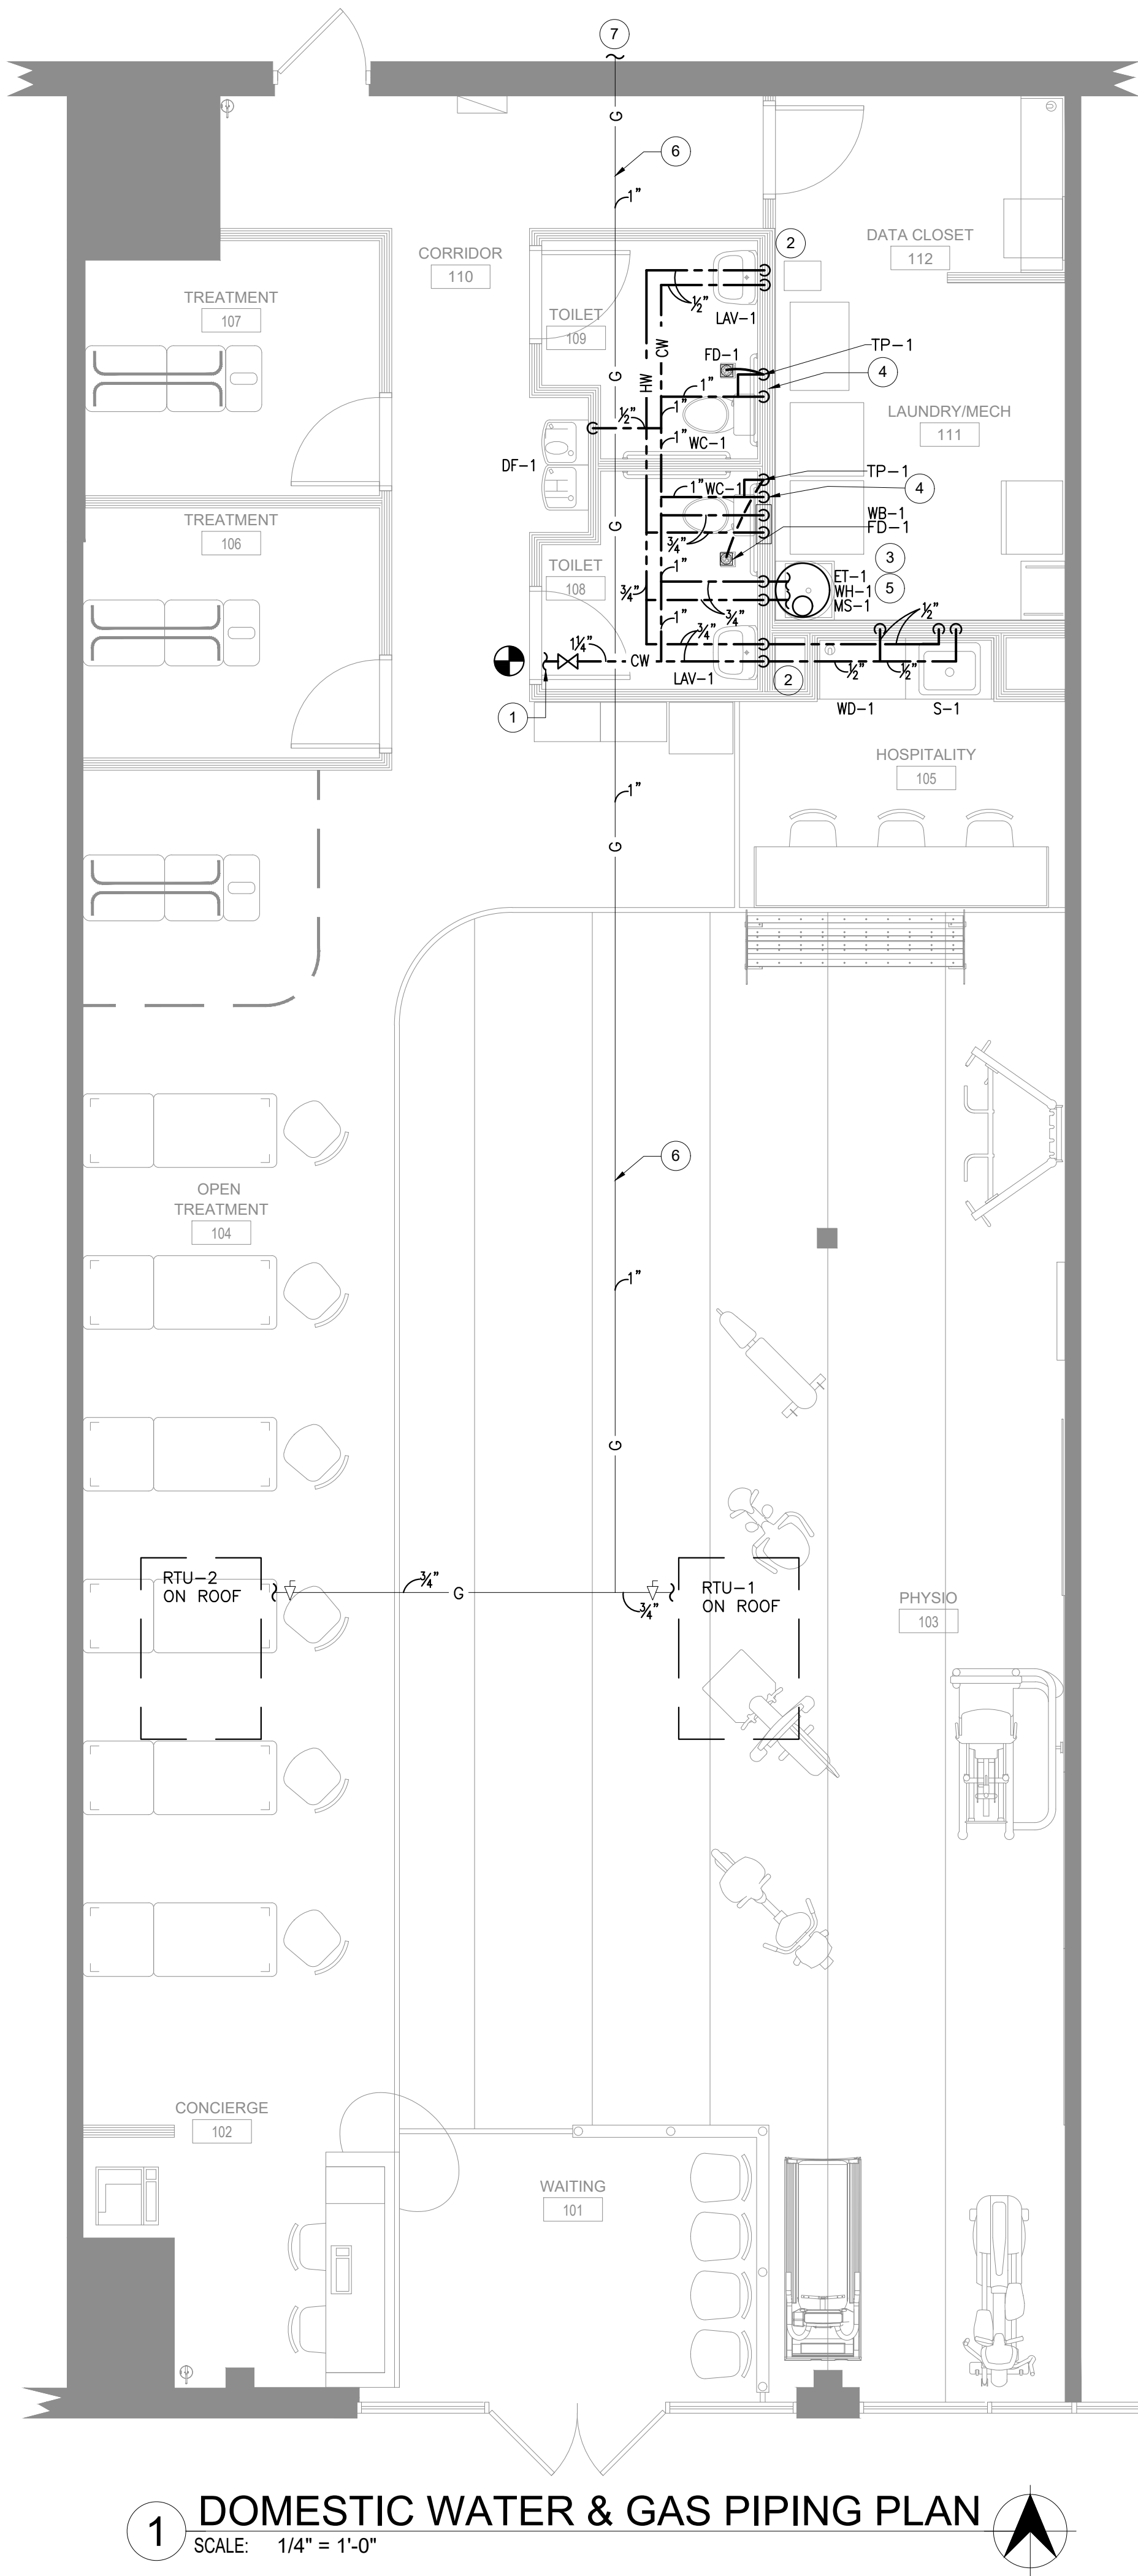 7
G
6
1"
CORRIDOR
110
2
DATA CLOSET
112
TREATMENT
107
TOILET
109
½"
LAV-1
CW
HW
FD-1
TP-1
4
G
1"
1"
½"
WC-1
1"
LAUNDRY/MECH
111
DF-1
TP-1
1"
WC-1
4
TREATMENT
106
G
WB-1
FD-1
¾"
TOILET
108
1"
3
ET-1
WH-1
MS-1
5
¾"
¾"
1"
½"
1¼"
CW
¾"
LAV-1
2
½"
½"
1
WD-1
S-1
HOSPITALITY
105
1"
G
6
OPEN
TREATMENT
104
1"
G
RTU-2
ON ROOF
¾"
G
¾"
RTU-1
ON ROOF
PHYSIO
103
CONCIERGE
102
WAITING
101
1
DOMESTIC WATER & GAS PIPING PLAN
SCALE: 1/4" = 1'-0"